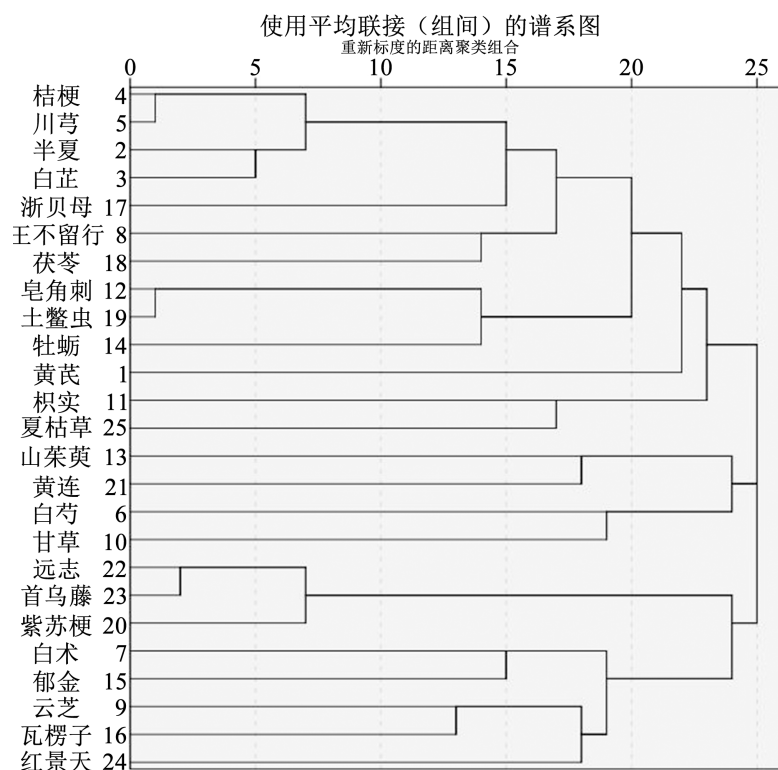 使用平均联接（组间）的谱系图
重新标度的距离聚类组合
0 5 10 15 20 25
桔梗 4
川芎 5
半夏 2
白芷 3
浙贝母 17
王不留行 8
茯苓 18
皂角刺 12
土鳖虫 19
牡蛎 14
黄芪 1
枳实 11
夏枯草 25
山茱萸 13
黄连 21
白芍 6
甘草 10
远志 22
首乌藤 23
紫苏梗 20
白术 7
郁金 15
云芝 9
瓦楞子 16
红景天 24